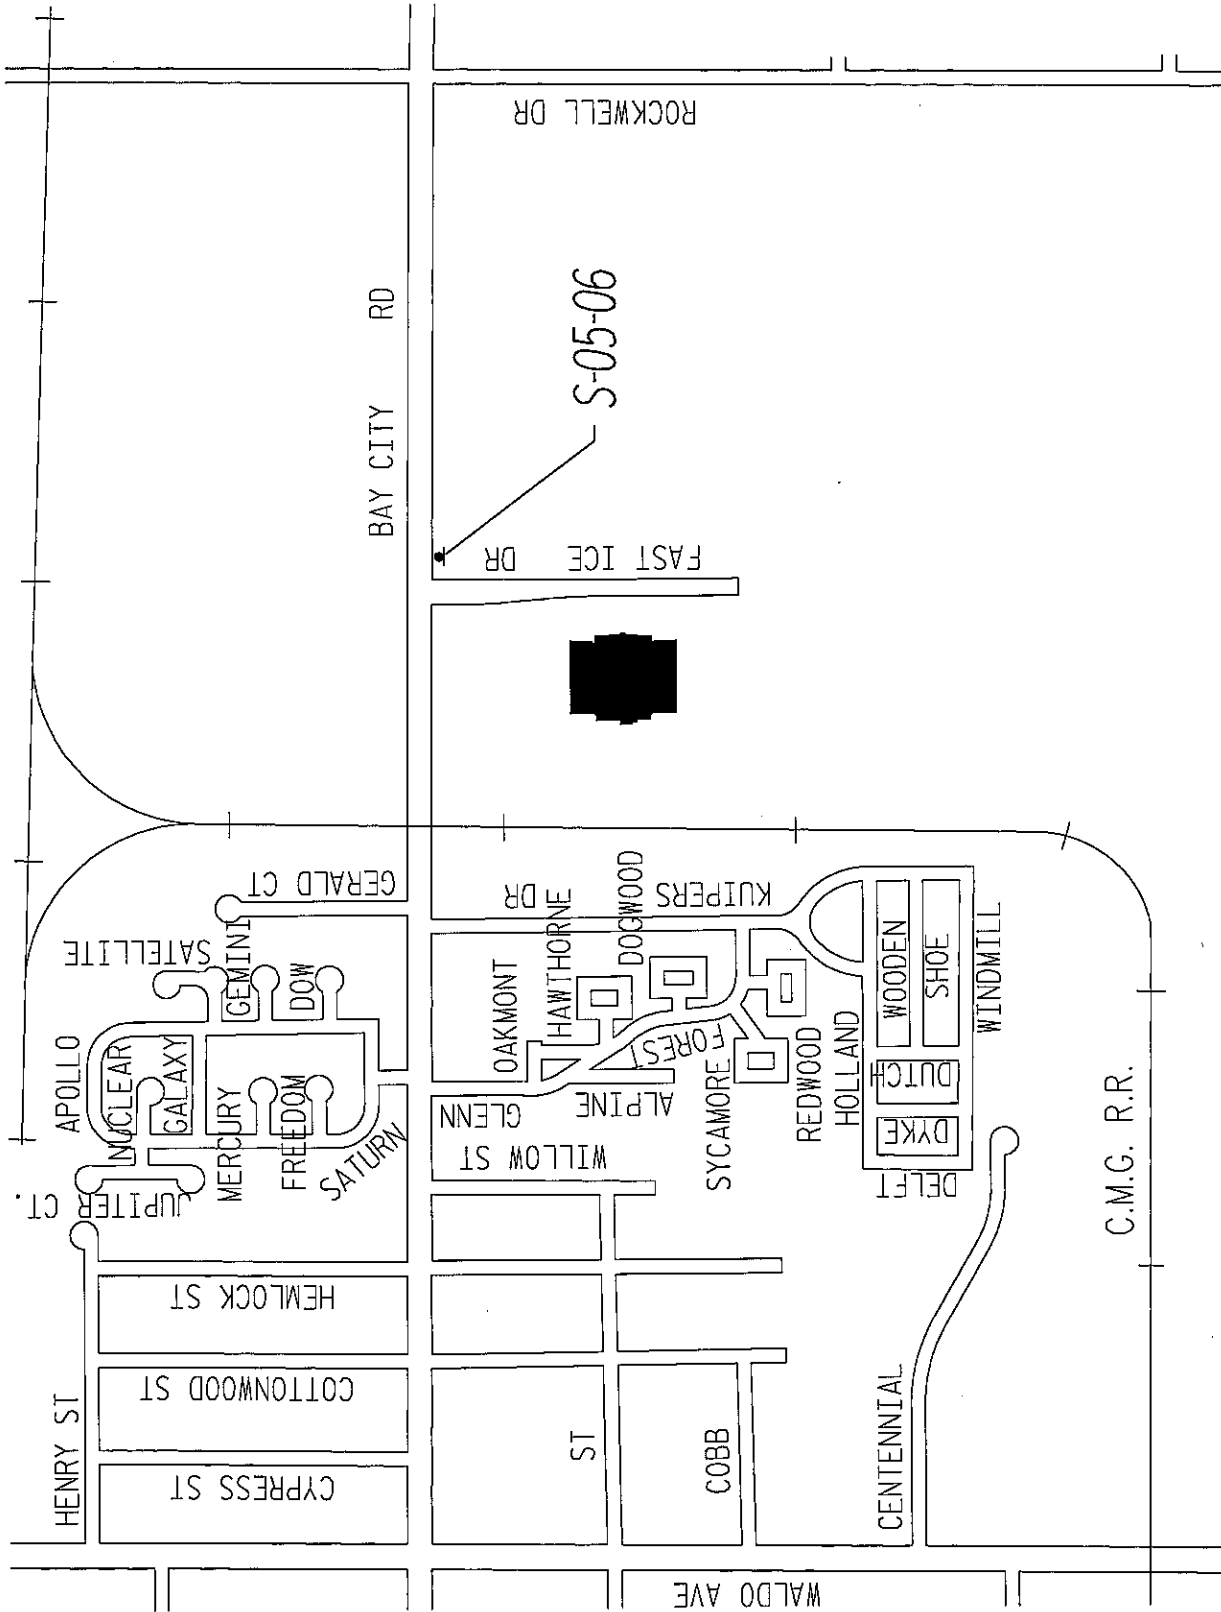 ROCKWELL DR
BAY CITY RD
S-05-06
FAST ICE DR
GERALD CT
KUIPERS DR
SATELLITE
GEMINI
DOW
APOLLO
NUCLEAR
GALAXY
MERCURY
FREEDOM
SATURN
JUPITER CT.
OAKMONT
HAWTHORNE
DOGWOOD
FOREST
GLENN
ALPINE
SYCAMORE
REDWOOD
HOLLAND
WOODEN
SHOE
WINDMILL
DUTCH
DYKE
DELFT
WILLOW ST
HEMLOCK ST
COTTONWOOD ST
CYPRESS ST
HENRY ST
ST
COBB
CENTENNIAL
C.M.G. R.R.
WALDO AVE